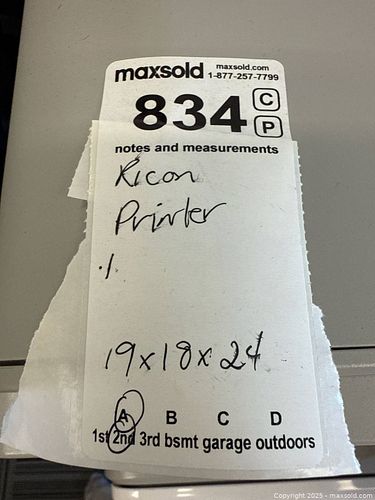 maxsold maxsold.com
1-877-257-7799
834 C
P
notes and measurements
Ricon
Printer
1
19x18x24
A B C D
1st 2nd 3rd bsmt garage outdoors
Copyright 2025 - maxsold.com